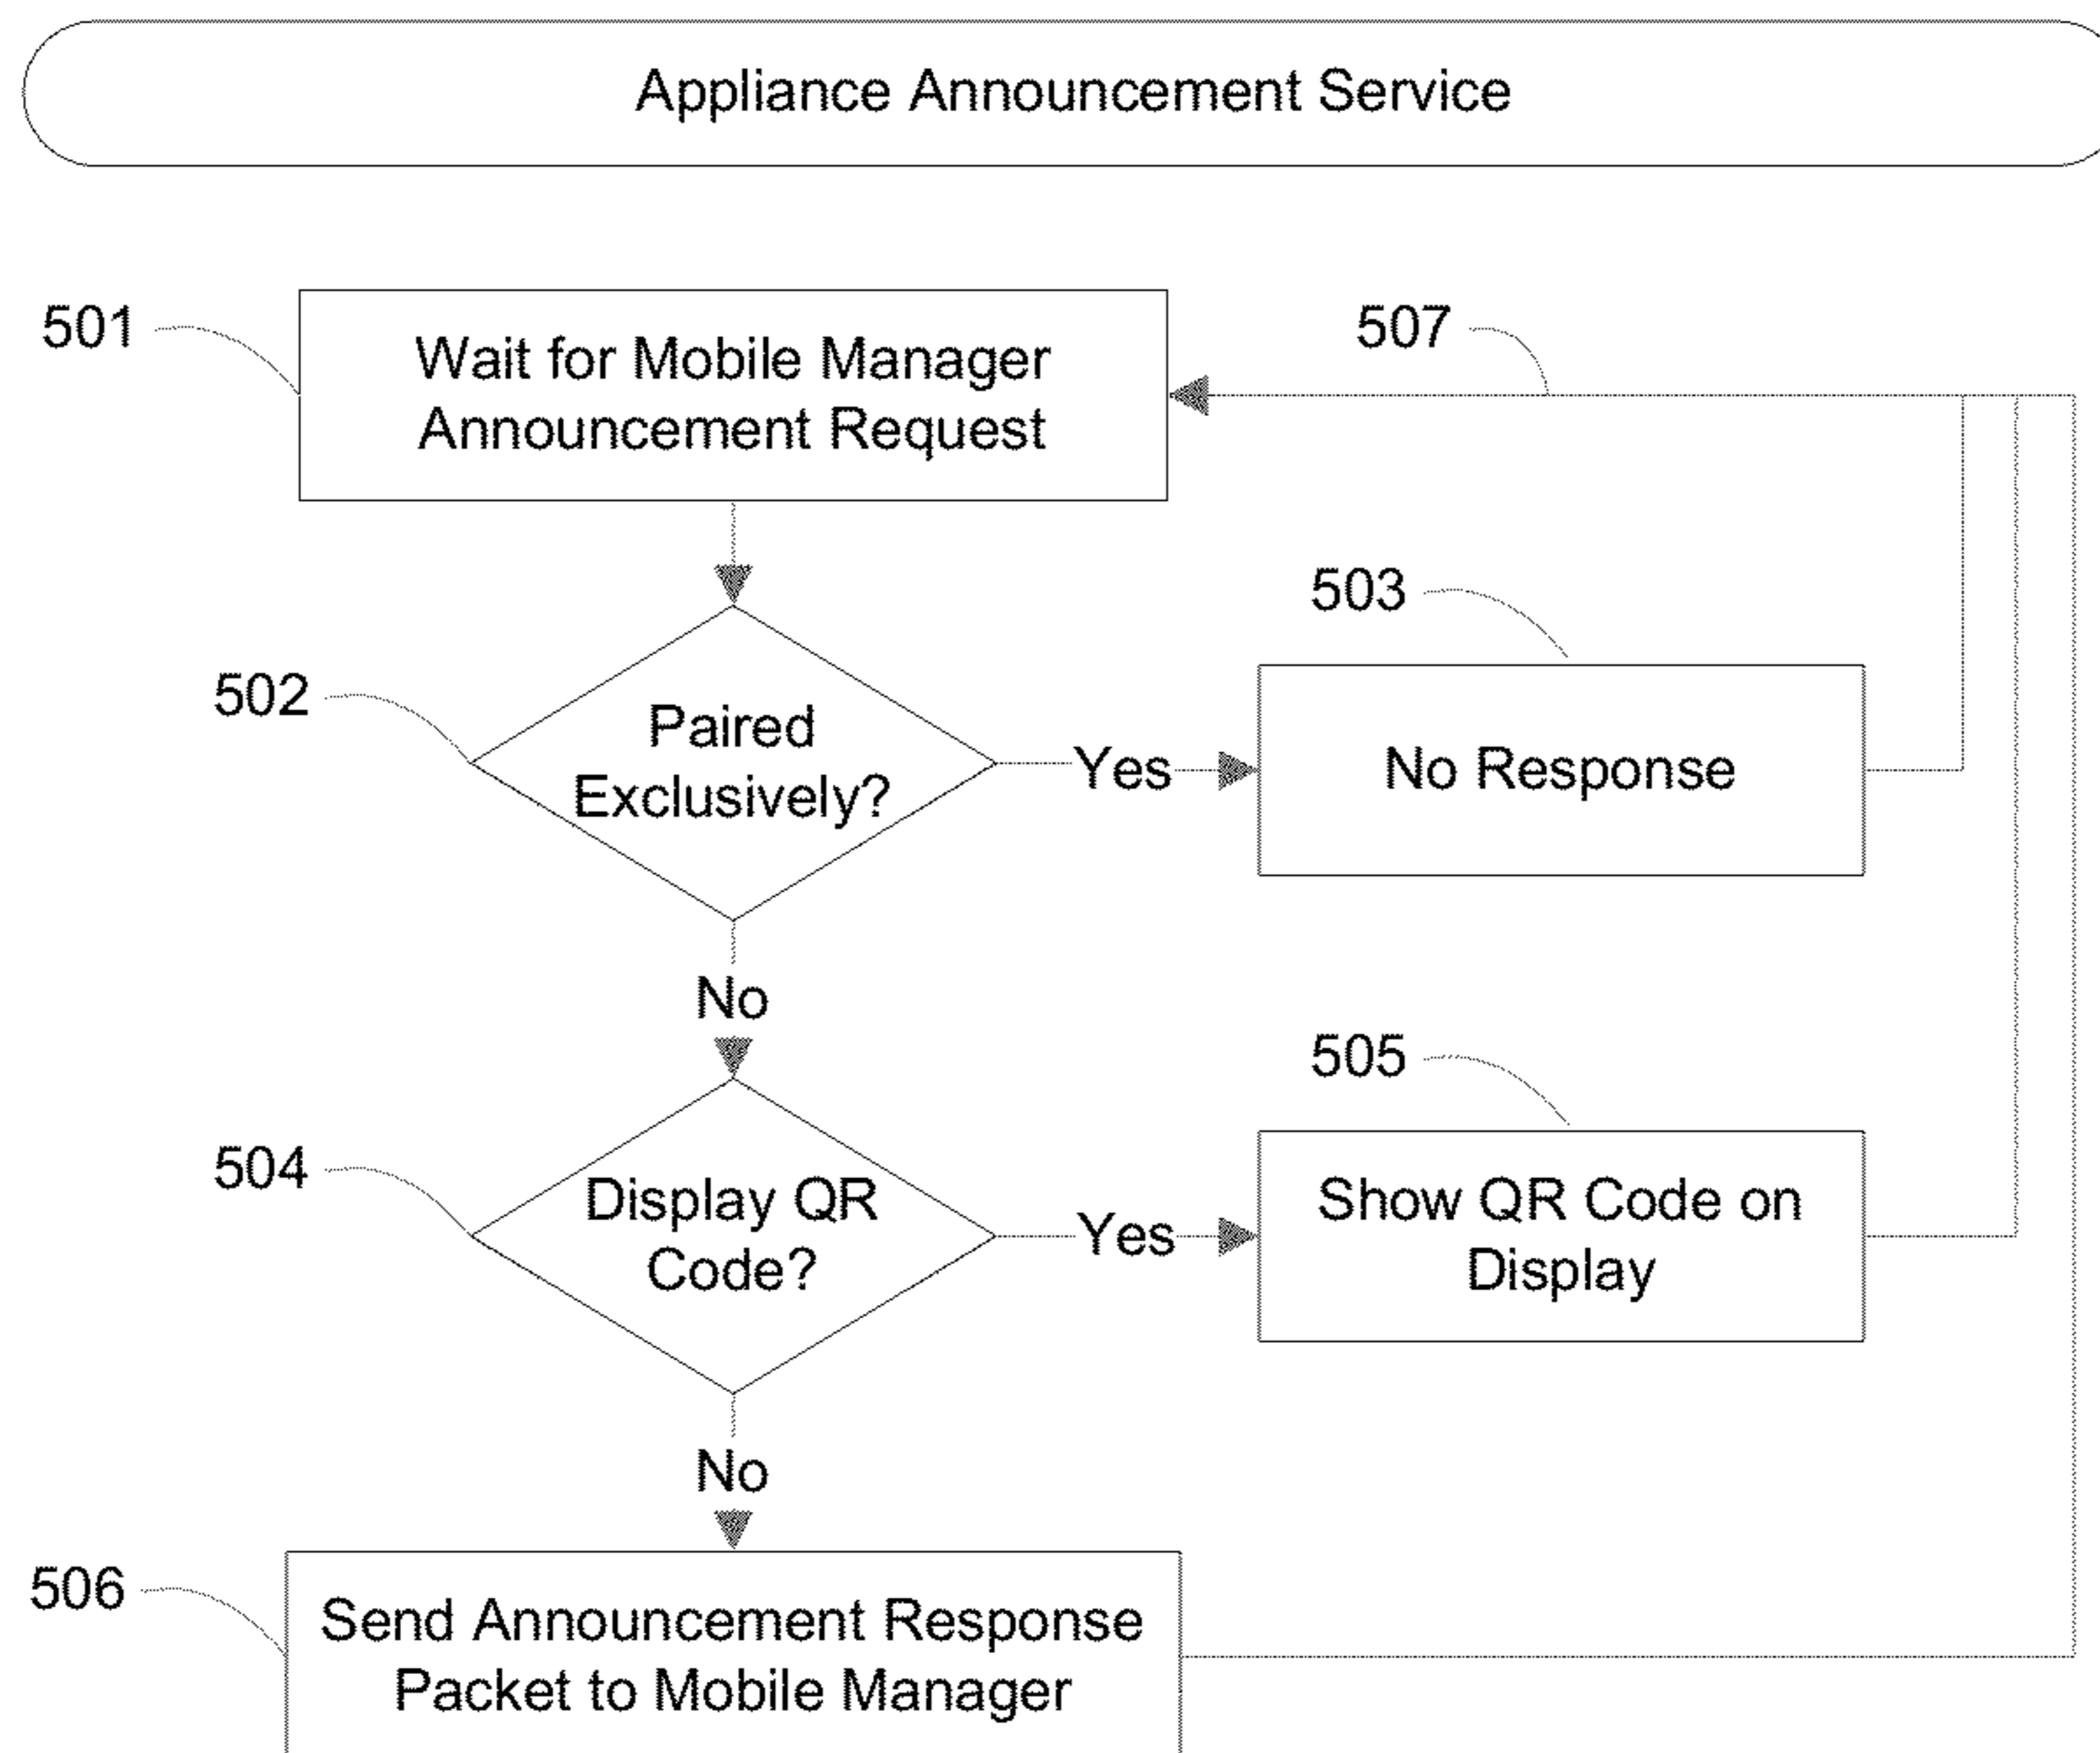 Appliance Announcement Service
501
Wait for Mobile Manager
Announcement Request
507
502
Paired
Exclusively?
Yes
503
No Response
No
504
Display QR
Code?
Yes
505
Show QR Code on
Display
No
506
Send Announcement Response
Packet to Mobile Manager